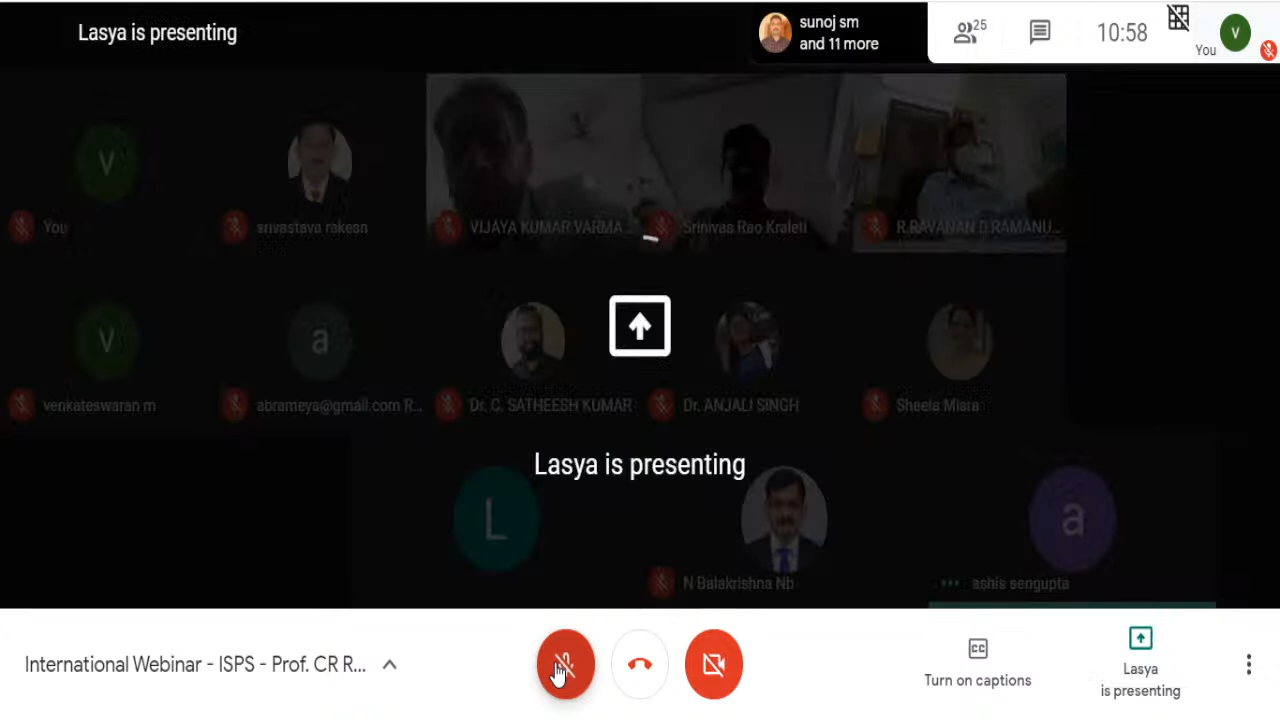 Lasya is presenting
sunoj sm
and 11 more
25
10:58
You
V
V
You
srivastava rakesh
VIJAYA KUMAR VARMA ...
Srinivas Rao Kraleti
R.RAVANAN D.RAMANU...
V
a
venkateswaran m
abrameya@gmail.com R...
Dr. C. SATHEESH KUMAR
Dr. ANJALI SINGH
Sheela Misra
Lasya is presenting
L
a
N Balakrishna Nb
ashis sengupta
International Webinar - ISPS - Prof. CR R...
CC
Turn on captions
Lasya
is presenting